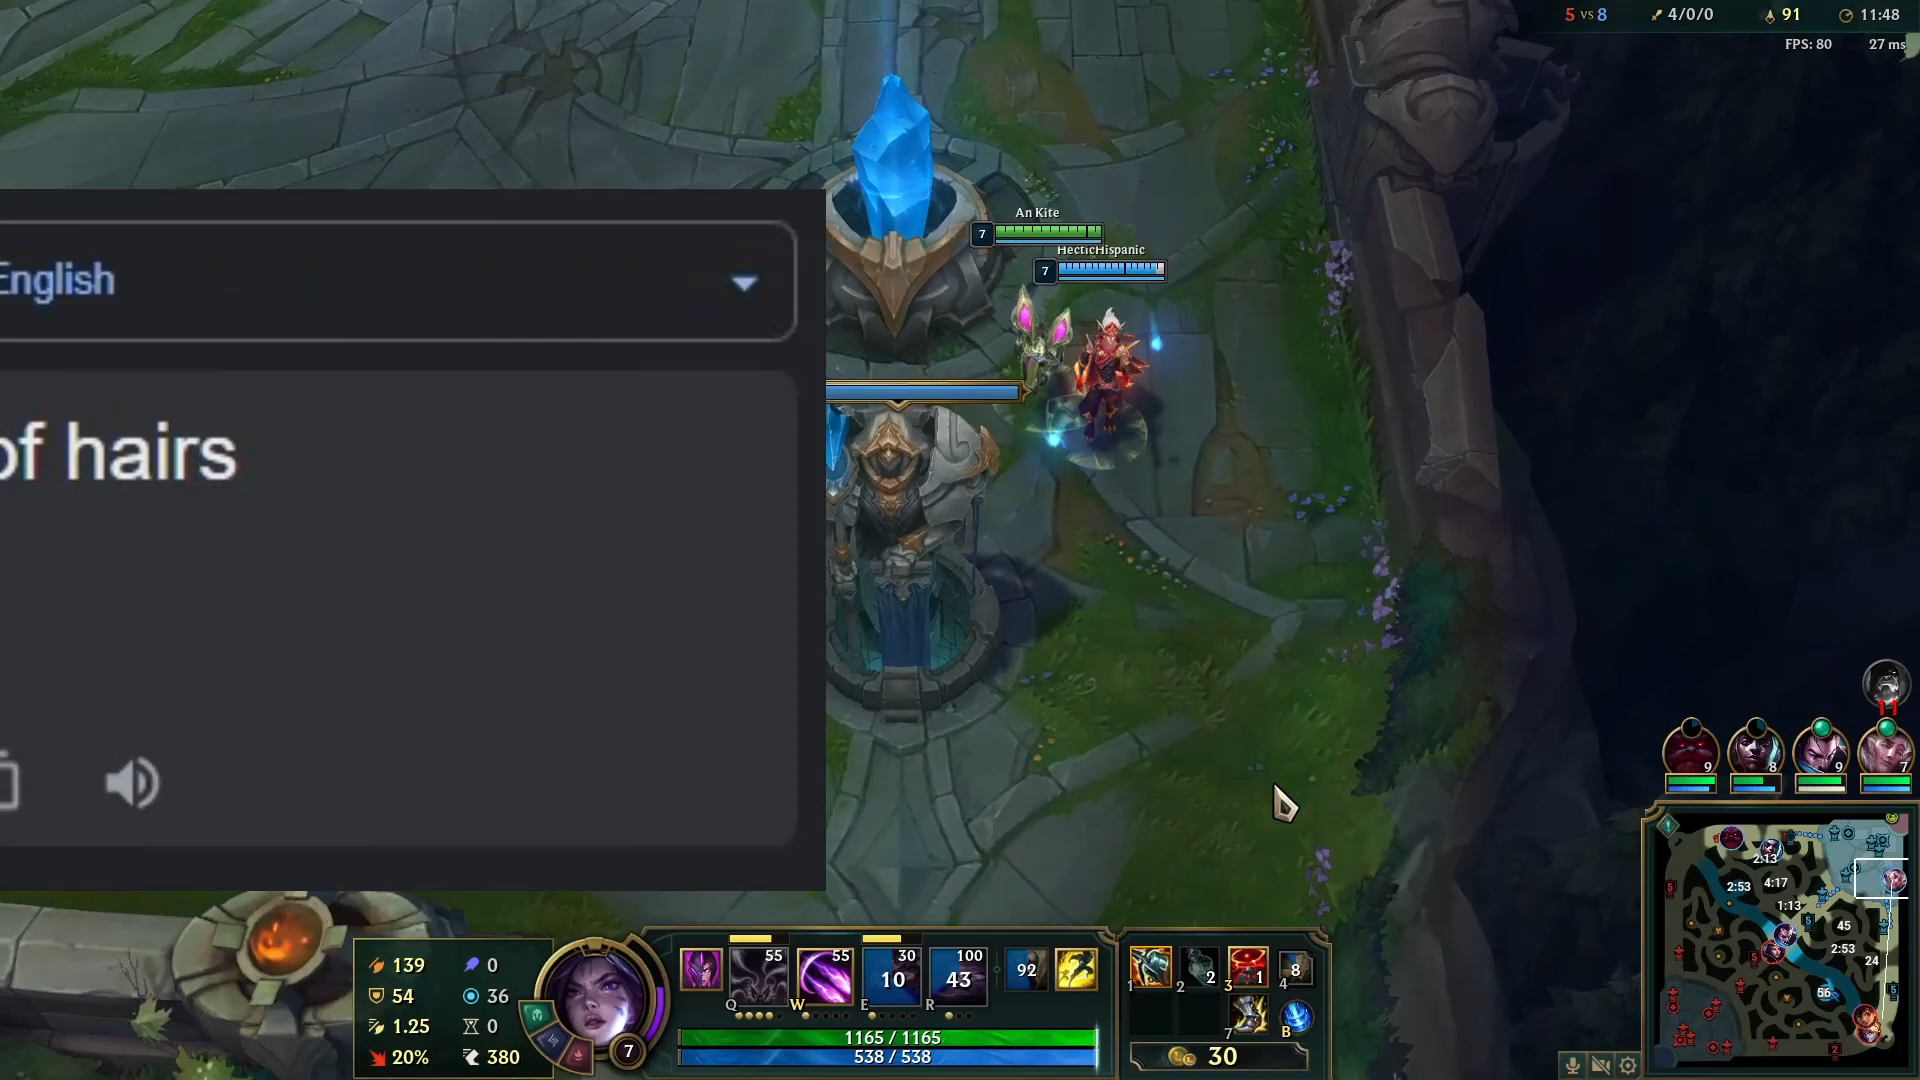 5 vs 8 4/0/0 91 11:48
FPS: 80 27 ms
An Kite
7
HecticHispanic
7
English
of hairs
11
9 8 9 7
2:13
2:53 4:17
1:13
45
2:53
24
56
139 0
54 36
1.25 0
20% 380
7
55 55 30 100
10 43 92
Q W E R
1165 / 1165
538 / 538
1 2 2 3 1 4 8
7 B
30